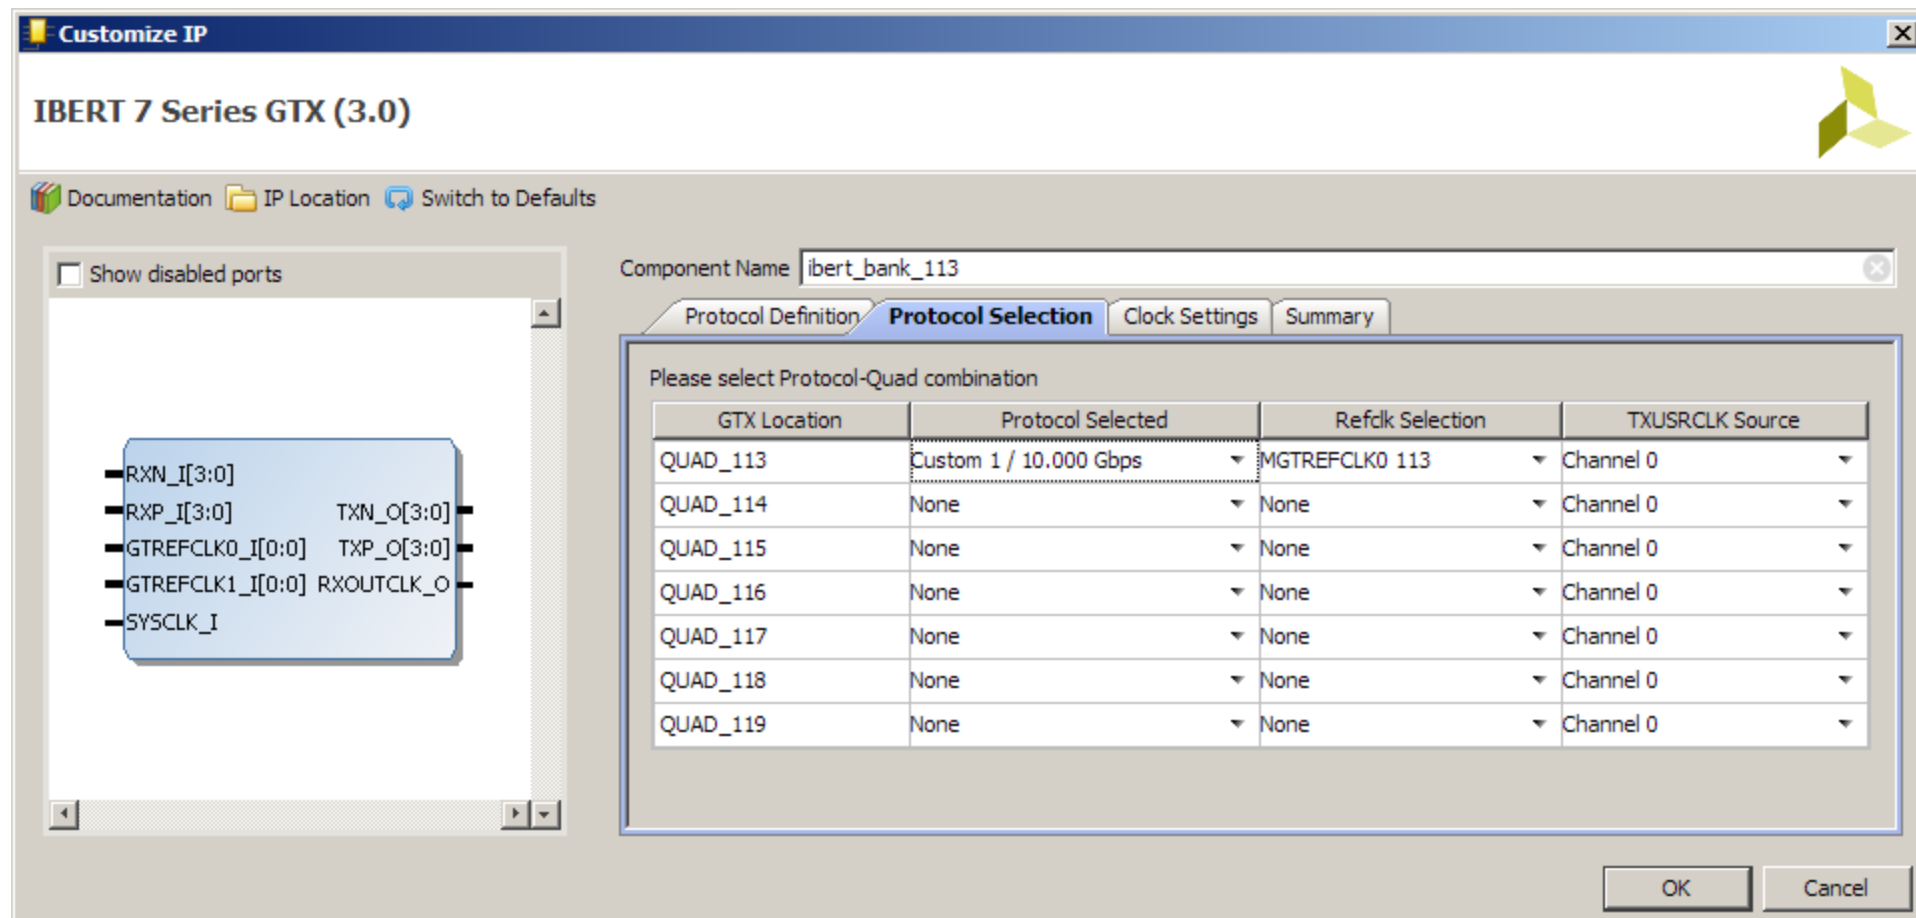 Customize IP
IBERT 7 Series GTX (3.0)
Documentation IP Location Switch to Defaults
Show disabled ports
RXN_I[3:0]
RXP_I[3:0] TXN_O[3:0]
GTREFCLK0_I[0:0] TXP_O[3:0]
GTREFCLK1_I[0:0] RXOUTCLK_O
SYSCLK_I
Component Name ibert_bank_113
Protocol Definition Protocol Selection Clock Settings Summary
Please select Protocol-Quad combination
GTX Location Protocol Selected Refclk Selection TXUSRCLK Source
QUAD_113 Custom 1 / 10.000 Gbps MGTREFCLK0 113 Channel 0
QUAD_114 None None Channel 0
QUAD_115 None None Channel 0
QUAD_116 None None Channel 0
QUAD_117 None None Channel 0
QUAD_118 None None Channel 0
QUAD_119 None None Channel 0
OK Cancel